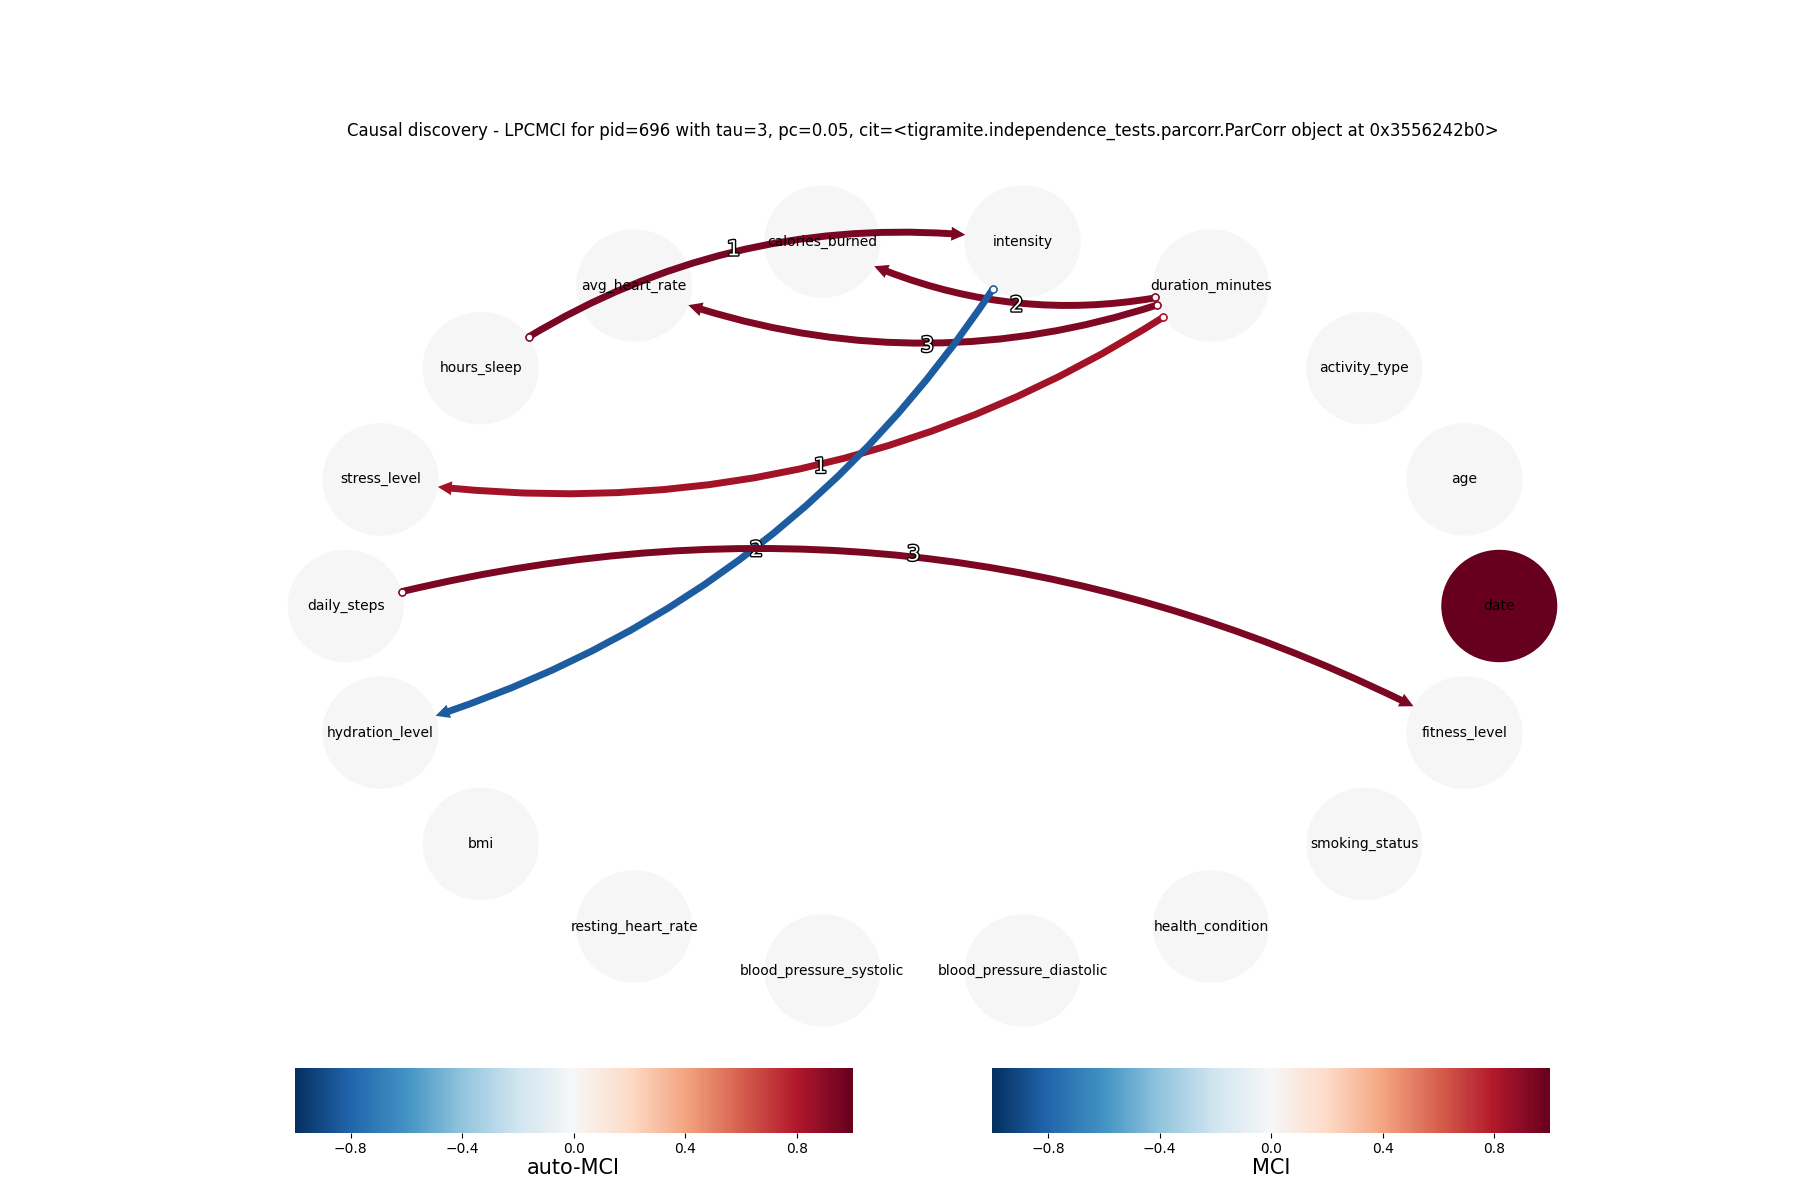 Causal discovery - LPCMCI for pid=696 with tau=3, pc=0.05, cit=<tigramite.independence_tests.parcorr.ParCorr object at 0x3556242b0>
calories_burned
intensity
1
avg_heart_rate
duration_minutes
2
3
hours_sleep
activity_type
1
stress_level
age
2
3
daily_steps
date
hydration_level
fitness_level
bmi
smoking_status
resting_heart_rate
health_condition
blood_pressure_systolic
blood_pressure_diastolic
−0.8 −0.4 0.0 0.4 0.8
auto-MCI
−0.8 −0.4 0.0 0.4 0.8
MCI